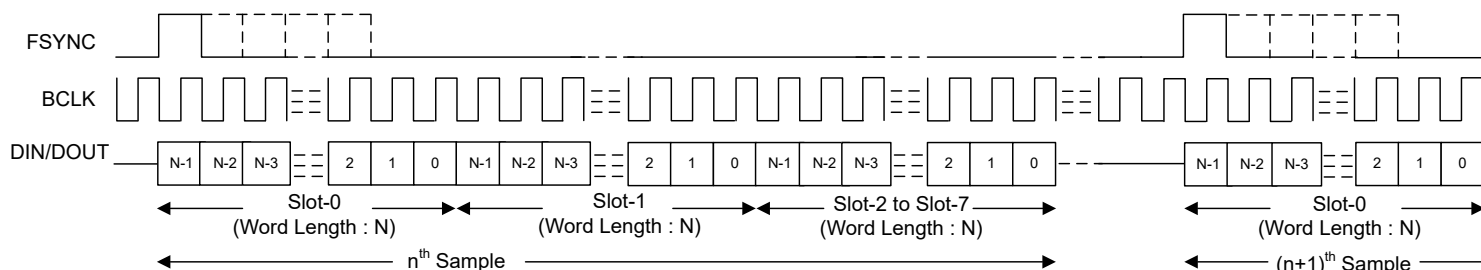 FSYNC
BCLK
DIN/DOUT
N-1 N-2 N-3 2 1 0 N-1 N-2 N-3 2 1 0 N-1 N-2 N-3 2 1 0 N-1 N-2 N-3 2 1 0
Slot-0 Slot-1 Slot-2 to Slot-7 Slot-0
(Word Length : N) (Word Length : N) (Word Length : N) (Word Length : N)
nth Sample (n+1)th Sample